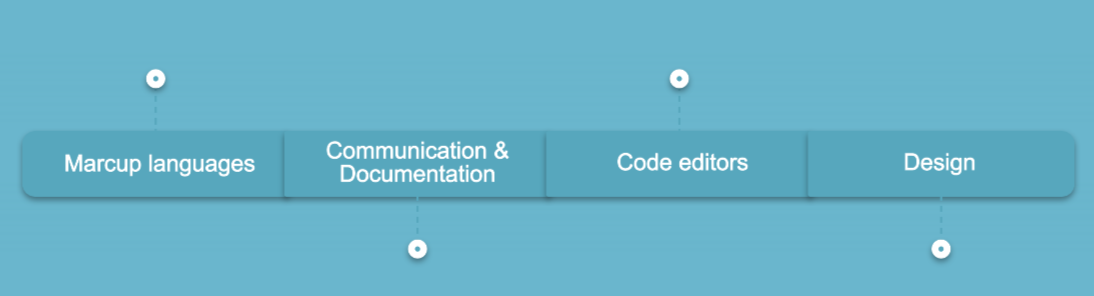 Marcup languages
Communication &
Documentation
Code editors
Design